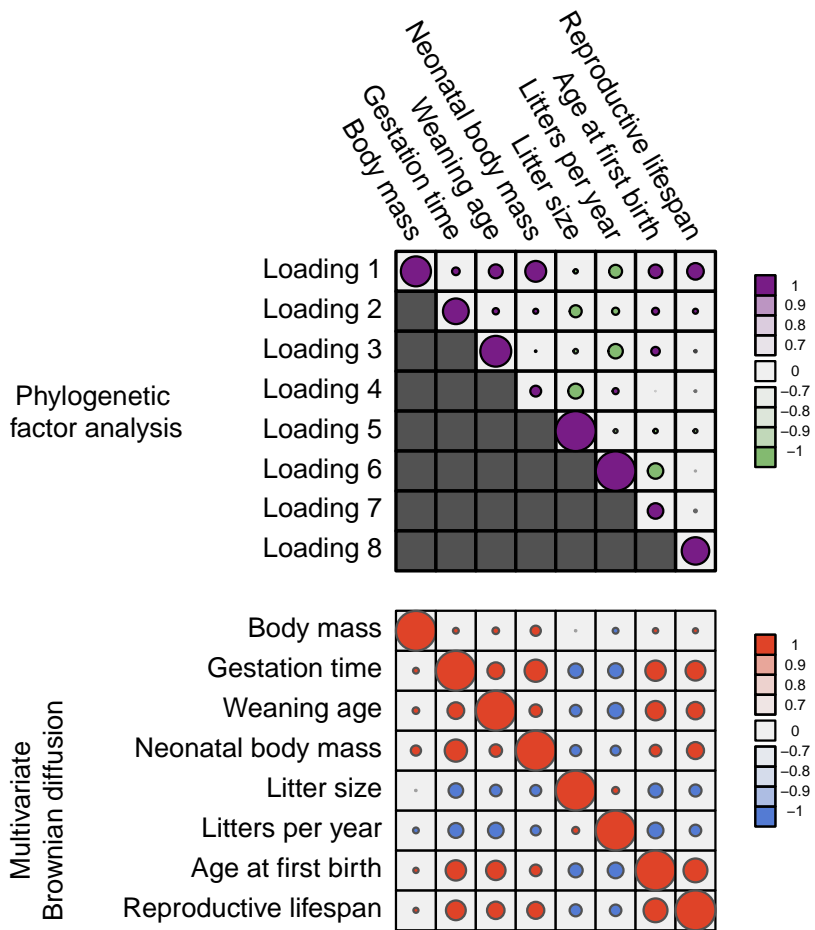 Body mass
Gestation time
Weaning age
Neonatal body mass
Litter size
Litters per year
Age at first birth
Reproductive lifespan
Phylogenetic
factor analysis
Loading 1
Loading 2
Loading 3
Loading 4
Loading 5
Loading 6
Loading 7
Loading 8
1
0.9
0.8
0.7
0
−0.7
−0.8
−0.9
−1
Multivariate
Brownian diffusion
Body mass
Gestation time
Weaning age
Neonatal body mass
Litter size
Litters per year
Age at first birth
Reproductive lifespan
1
0.9
0.8
0.7
0
−0.7
−0.8
−0.9
−1